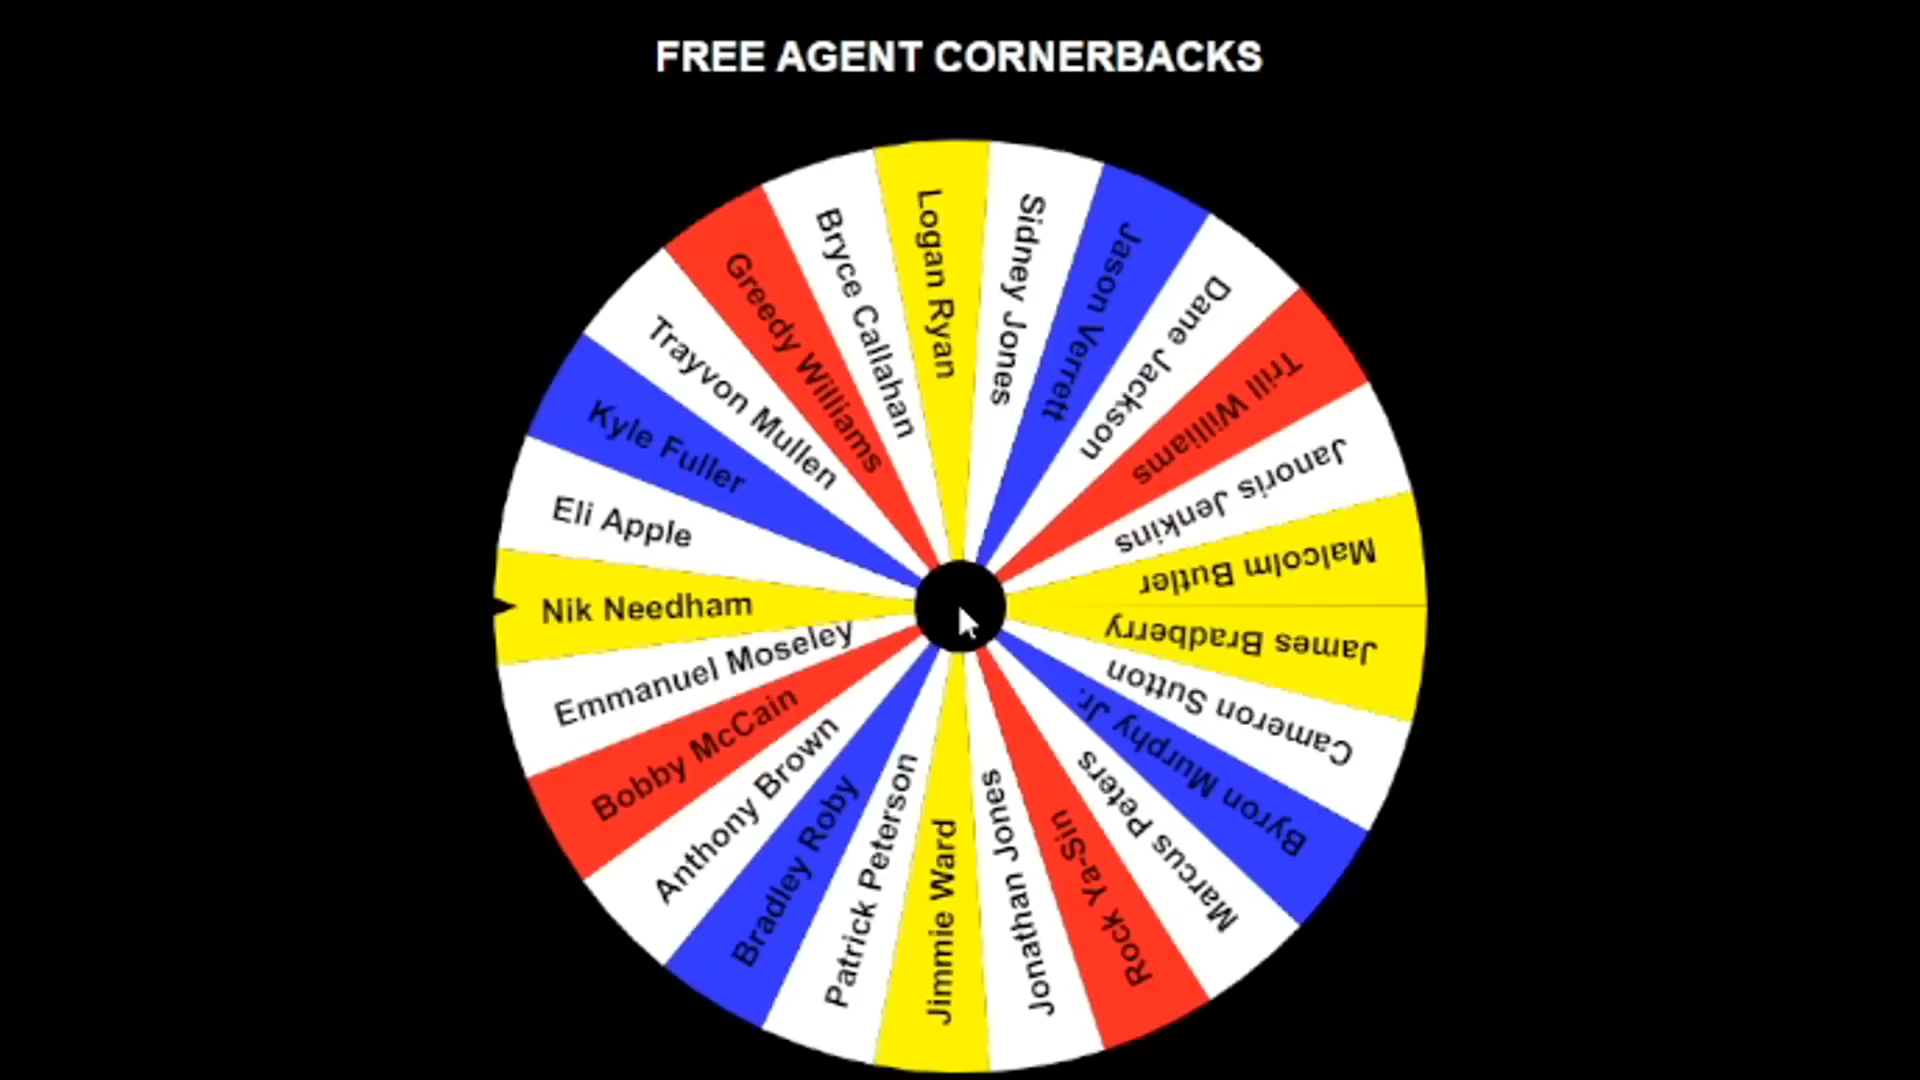 FREE AGENT CORNERBACKS
Logan Ryan
Sidney Jones
Jason Verrett
Dane Jackson
Trill Williams
Janoris Jenkins
Malcolm Butler
James Bradberry
Cameron Sutton
Byron Murphy Jr.
Marcus Peters
Rock Ya-Sin
Jonathan Jones
Jimmie Ward
Patrick Peterson
Bradley Roby
Anthony Brown
Bobby McCain
Emmanuel Moseley
Nik Needham
Eli Apple
Kyle Fuller
Trayvon Mullen
Greedy Williams
Bryce Callahan